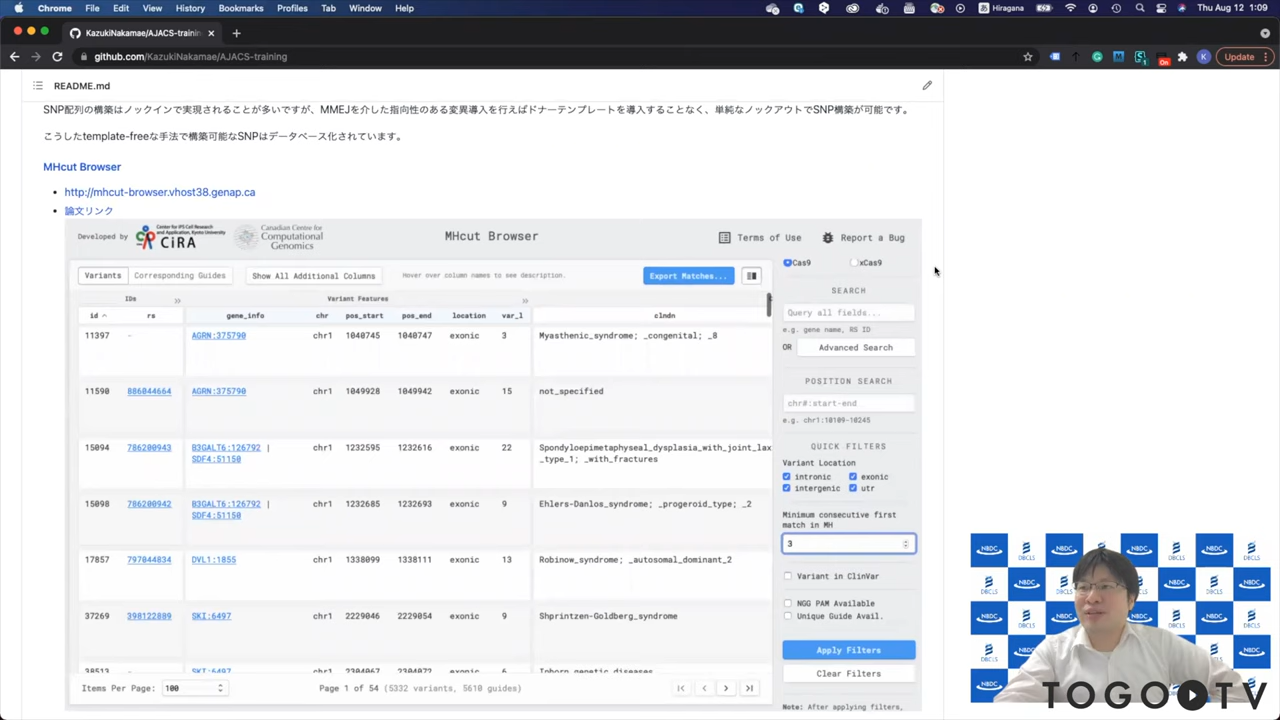 Chrome File Edit View History Bookmarks Profiles Tab Window Help
Hiragana Thu Aug 12 1:09
KazukiNakamae/AJACS-trainin
github.com/KazukiNakamae/AJACS-training
K Update
README.md
SNP配列の構築はノックインで実現されることが多いですが、MMEJを介した指向性のある変異導入を行えばドナーテンプレートを導入することなく、単純なノックアウトでSNP構築が可能です。
こうしたtemplate-freeな手法で構築可能なSNPはデータベース化されています。
MHcut Browser
http://mhcut-browser.vhost38.genap.ca
論文リンク
Developed by
Center for iPS Cell Research and Application, Kyoto University
CiRA
Canadian Centre for Computational Genomics
MHcut Browser
Terms of Use Report a Bug
Variants Corresponding Guides Show All Additional Columns Hover over column names to see description. Export Matches...
IDs Variant Features
id rs gene_info chr pos_start pos_end location var_l clndn
11397 - AGRN:375790 chr1 1040745 1040747 exonic 3 Myasthenic_syndrome; _congenital; _8
11590 886044664 AGRN:375790 chr1 1049928 1049942 exonic 15 not_specified
15094 786200943 B3GALT6:126792 | chr1 1232595 1232616 exonic 22 Spondyloepimetaphyseal_dysplasia_with_joint_lax
SDF4:51150 _type_1; _with_fractures
15098 786200942 B3GALT6:126792 | chr1 1232685 1232693 exonic 9 Ehlers-Danlos_syndrome; _progeroid_type; _2
SDF4:51150
17857 797044834 DVL1:1855 chr1 1338099 1338111 exonic 13 Robinow_syndrome; _autosomal_dominant_2
37269 398122889 SKI:6497 chr1 2229046 2229054 exonic 9 Shprintzen-Goldberg_syndrome
38513 SKI:6497 chr1 2304067 2304072 exonic 6 Inborn_genetic_diseases
Items Per Page: 100 Page 1 of 54 (5332 variants, 5610 guides)
Cas9 xCas9
SEARCH
Query all fields...
e.g. gene name, RS ID
OR Advanced Search
POSITION SEARCH
chr#:start-end
e.g. chr1:10109-10245
QUICK FILTERS
Variant Location
intronic exonic
intergenic utr
Minimum consecutive first
match in MH
3
Variant in ClinVar
NGG PAM Available
Unique Guide Avail.
Apply Filters
Clear Filters
Note: After applying filters,
NBDC DBCLS
TOGO TV